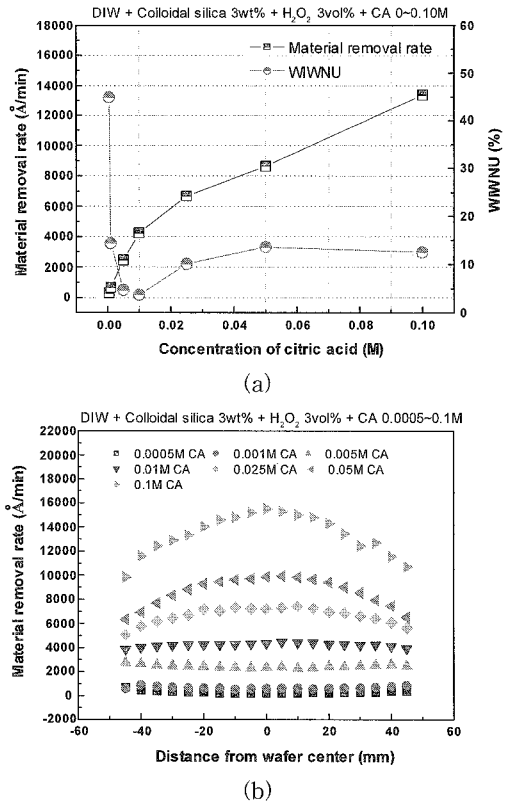 DIW + Colloidal silica 3wt% + H₂O₂ 3vol% + CA 0~0.10M
18000
16000
14000
12000
10000
8000
6000
4000
2000
0
Material removal rate (Å/min)
Material removal rate
WIWNU
60
50
40
30
20
10
0
WIWNU (%)
0.00 0.02 0.04 0.06 0.08 0.10
Concentration of citric acid (M)
(a)
DIW + Colloidal silica 3wt% + H₂O₂ 3vol% + CA 0.0005~0.1M
22000
20000
18000
16000
14000
12000
10000
8000
6000
4000
2000
0
-2000
Material removal rate (Å/min)
0.0005M CA 0.001M CA 0.005M CA
0.01M CA 0.025M CA 0.05M CA
0.1M CA
-60 -40 -20 0 20 40 60
Distance from wafer center (mm)
(b)